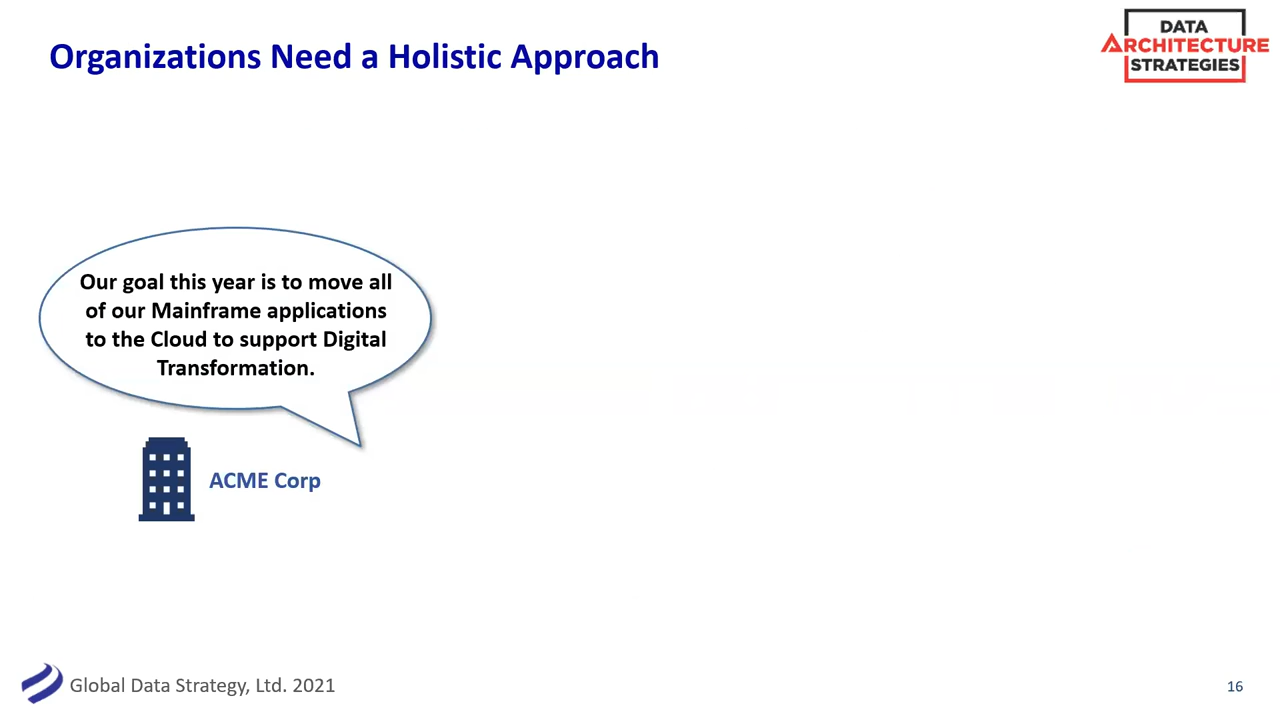 Organizations Need a Holistic Approach
DATA
ARCHITECTURE
STRATEGIES
Our goal this year is to move all
of our Mainframe applications
to the Cloud to support Digital
Transformation.
ACME Corp
Global Data Strategy, Ltd. 2021
16